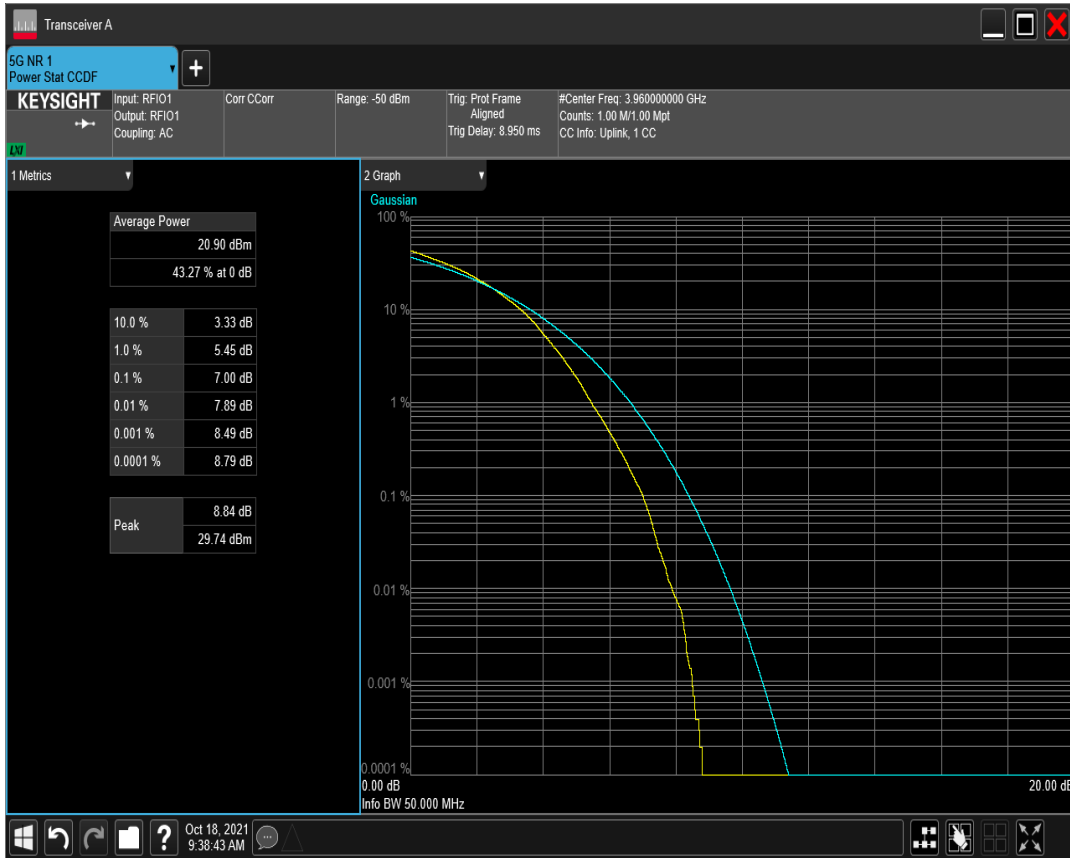 Transceiver A
5G NR 1
Power Stat CCDF
KEYSIGHT
LXI
Input: RFIO1
Output: RFIO1
Coupling: AC
Corr CCorr
Range: -50 dBm
Trig: Prot Frame
Aligned
Trig Delay: 8.950 ms
#Center Freq: 3.960000000 GHz
Counts: 1.00 M/1.00 Mpt
CC Info: Uplink, 1 CC
1 Metrics
Average Power
20.90 dBm
43.27 % at 0 dB
10.0 % 3.33 dB
1.0 % 5.45 dB
0.1 % 7.00 dB
0.01 % 7.89 dB
0.001 % 8.49 dB
0.0001 % 8.79 dB
Peak
8.84 dB
29.74 dBm
2 Graph
Gaussian
100 %
10 %
1 %
0.1 %
0.01 %
0.001 %
0.0001 %
0.00 dB 20.00 dB
Info BW 50.000 MHz
?
Oct 18, 2021
9:38:43 AM